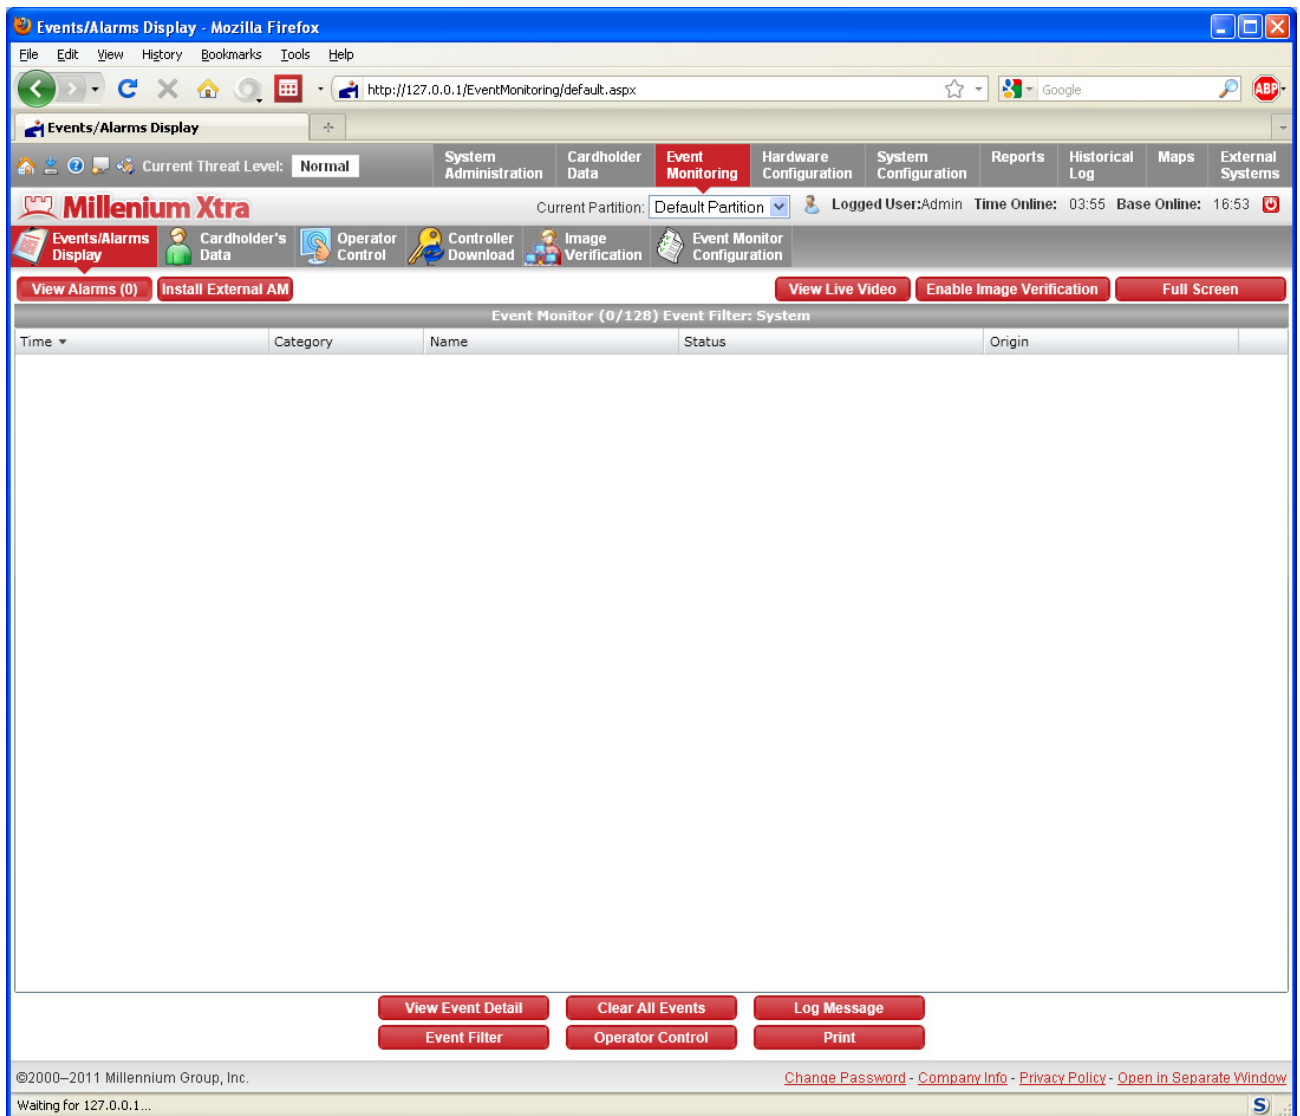 Events/Alarms Display - Mozilla Firefox
File Edit View History Bookmarks Tools Help
http://127.0.0.1/EventMonitoring/default.aspx Google ABP
Events/Alarms Display
Current Threat Level: Normal System Administration Cardholder Data Event Monitoring Hardware Configuration System Configuration Reports Historical Log Maps External Systems
Millenium Xtra Current Partition: Default Partition Logged User:Admin Time Online: 03:55 Base Online: 16:53
Events/Alarms Display Cardholder's Data Operator Control Controller Download Image Verification Event Monitor Configuration
View Alarms (0) Install External AM View Live Video Enable Image Verification Full Screen
Event Monitor (0/128) Event Filter: System
Time Category Name Status Origin
View Event Detail Clear All Events Log Message
Event Filter Operator Control Print
©2000–2011 Millennium Group, Inc. Change Password - Company Info - Privacy Policy - Open in Separate Window
Waiting for 127.0.0.1... S